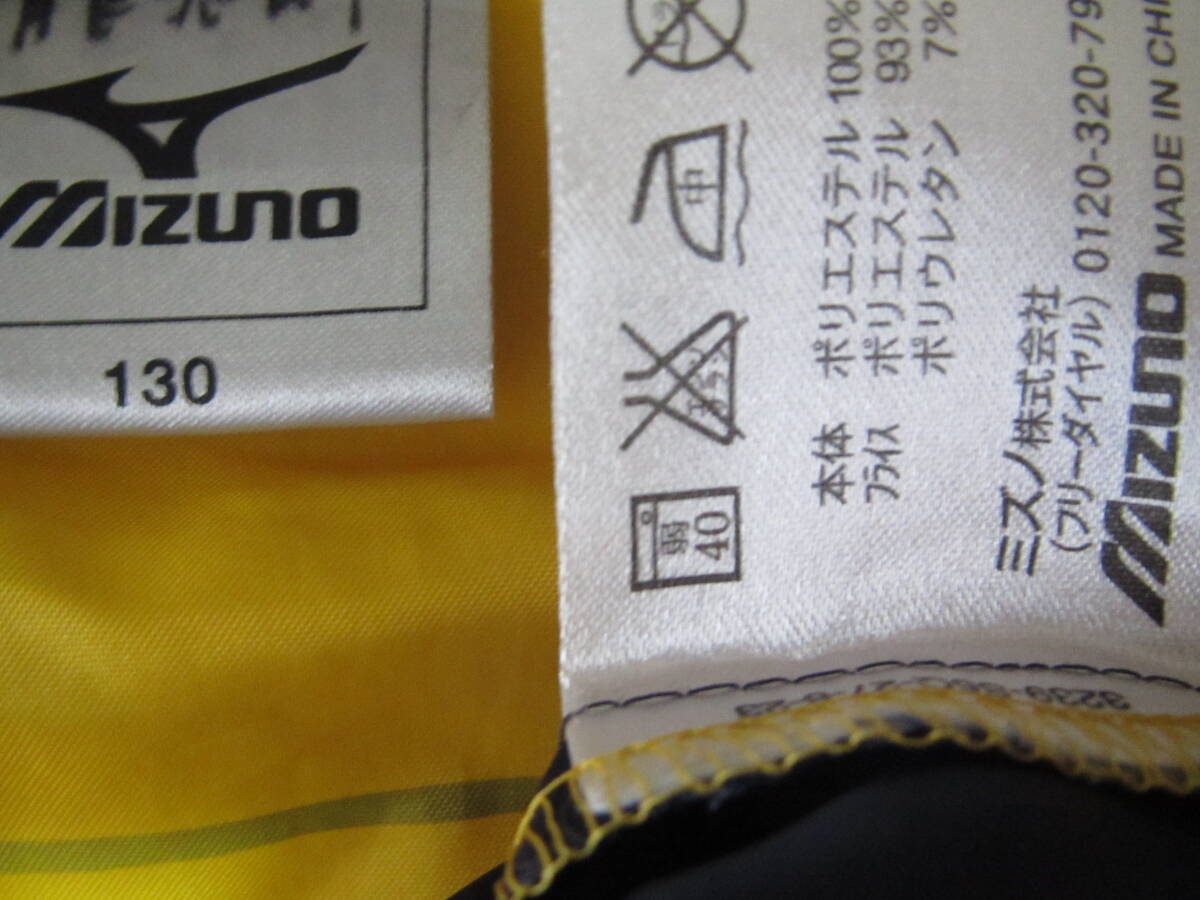 MIZUNO
130
弱
40
中
本体 ポリエステル 100%
フライス ポリエステル 93%
ポリウレタン 7%
ミズノ株式会社
(フリーダイヤル) 0120-320-79
MIZUNO MADE IN CHI